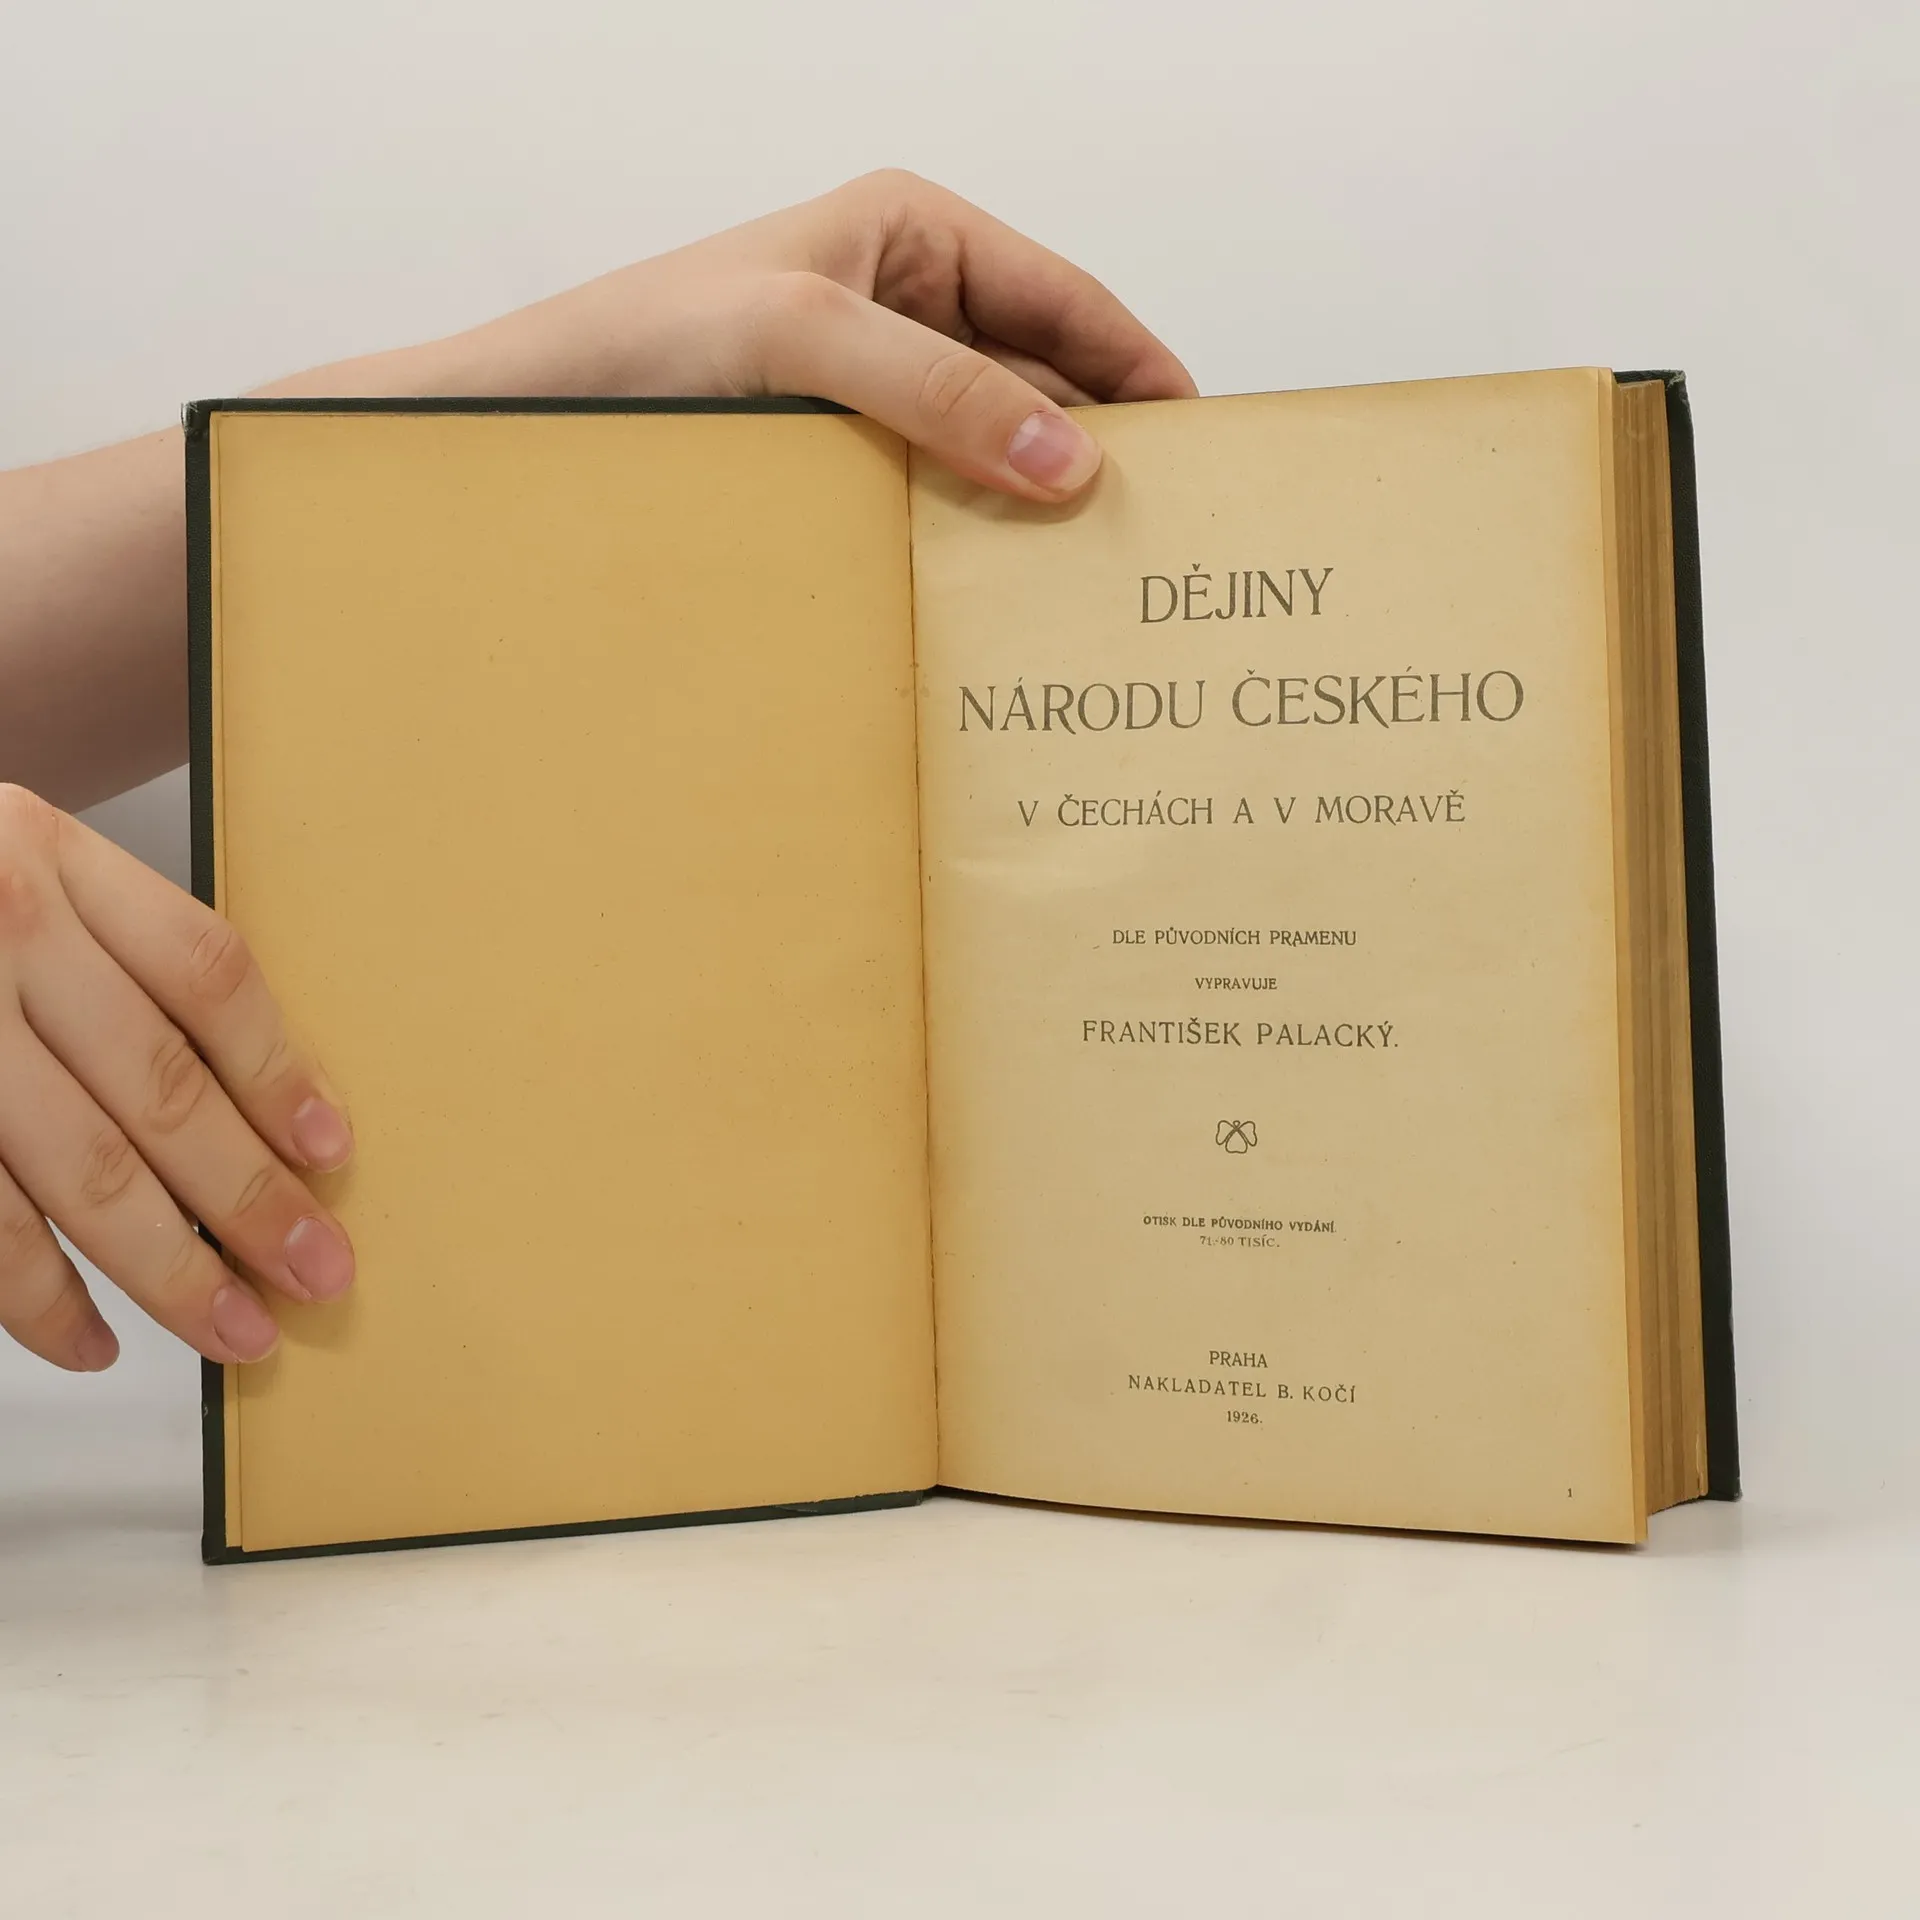 DĚJINY
NÁRODU ČESKÉHO
V ČECHÁCH A V MORAVĚ
DLE PŮVODNÍCH PRAMENU
VYPRAVUJE
FRANTIŠEK PALACKÝ.
OTISK DLE PŮVODNÍHO VYDÁNÍ.
71.-80 TISÍC.
PRAHA
NAKLADATEL B. KOČÍ
1926.
1